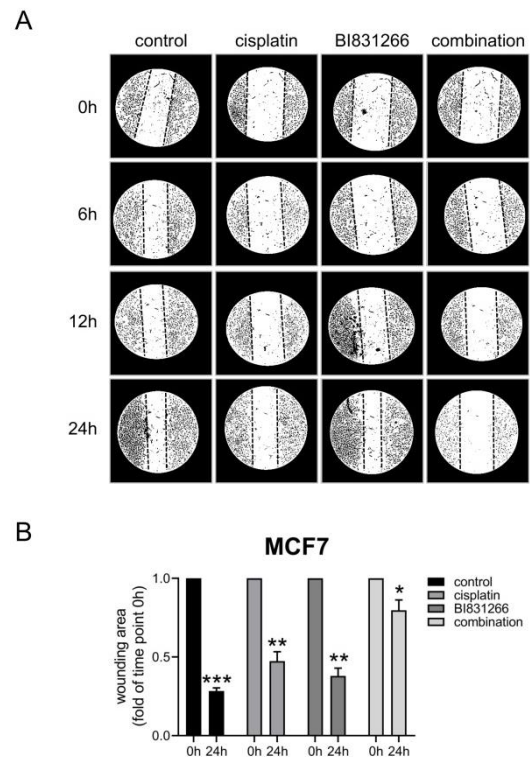 A
control cisplatin BI831266 combination
0h
6h
12h
24h
B
MCF7
wounding area
(fold of time point 0h)
1.0
0.5
0.0
***
**
**
*
0h 24h 0h 24h 0h 24h 0h 24h
control
cisplatin
BI831266
combination